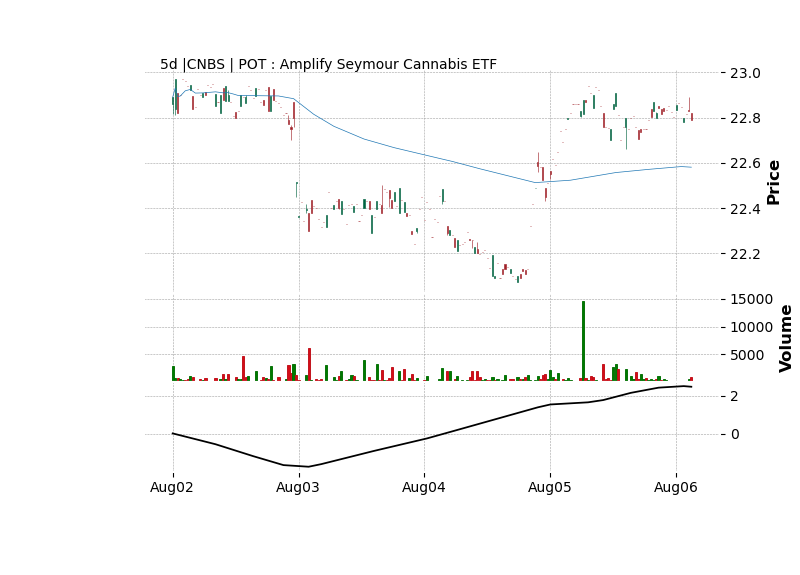 5d |CNBS | POT : Amplify Seymour Cannabis ETF
23.0
22.8
22.6
22.4
22.2
Price
15000
10000
5000
Volume
2
0
Aug02 Aug03 Aug04 Aug05 Aug06